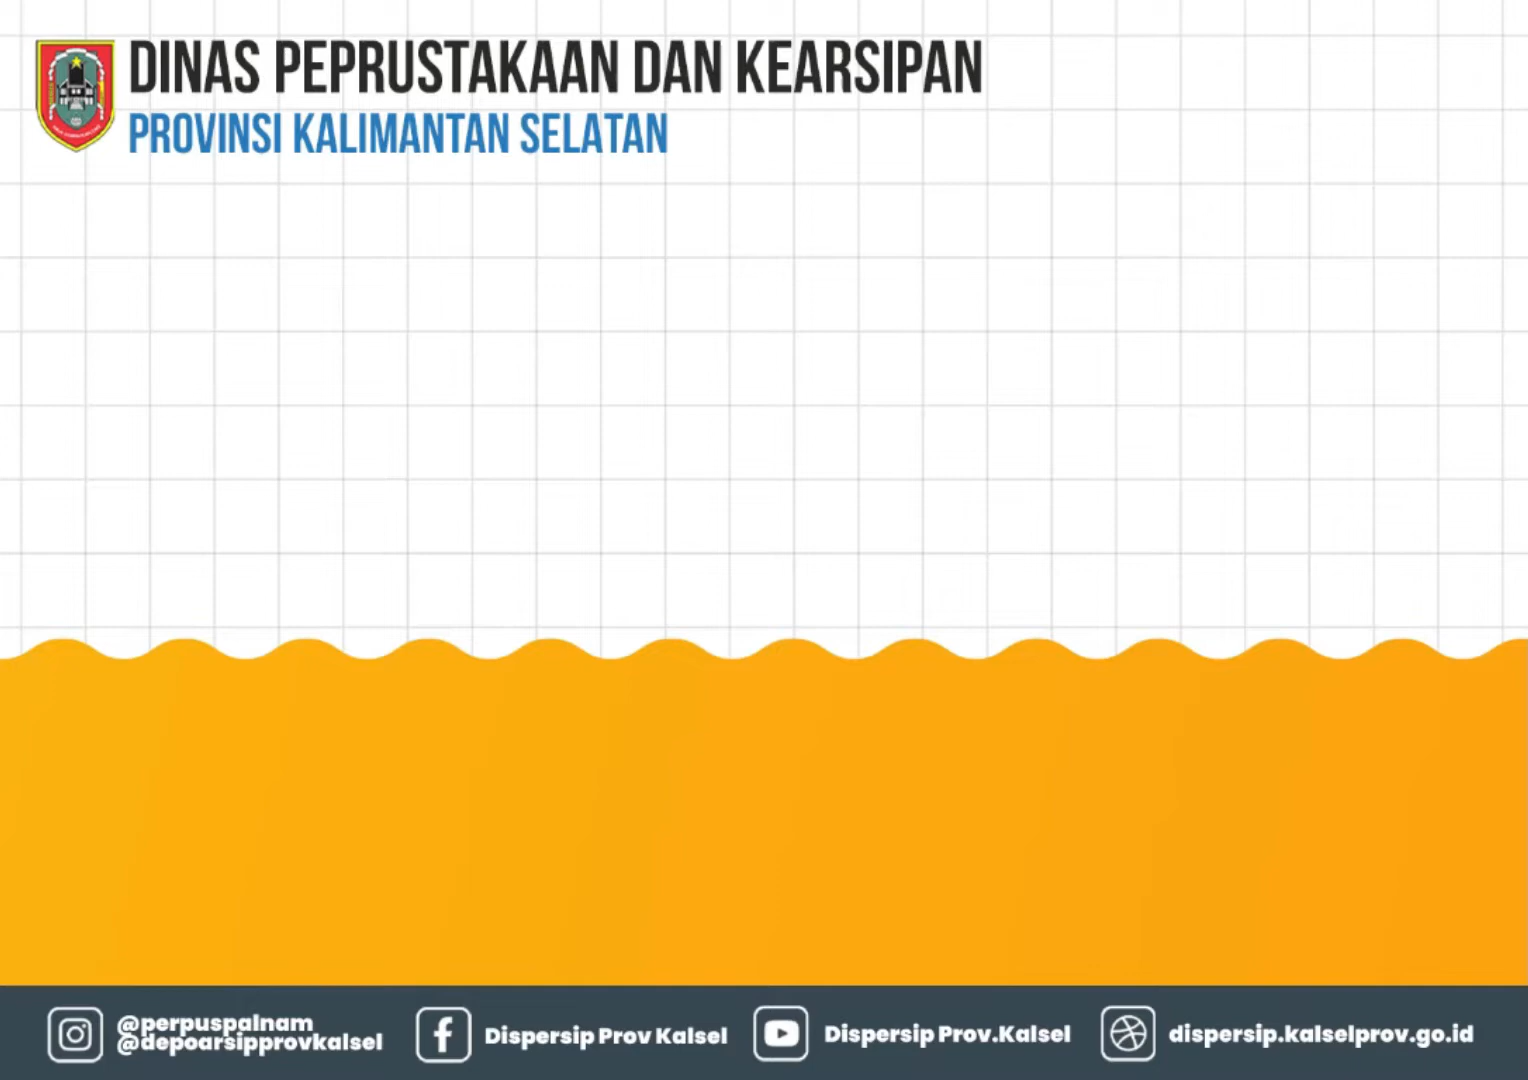 DINAS PEPRUSTAKAAN DAN KEARSIPAN
PROVINSI KALIMANTAN SELATAN
@perpuspalnam
@depoarsipprovkalsel
Dispersip Prov Kalsel
Dispersip Prov.Kalsel
dispersip.kalselprov.go.id